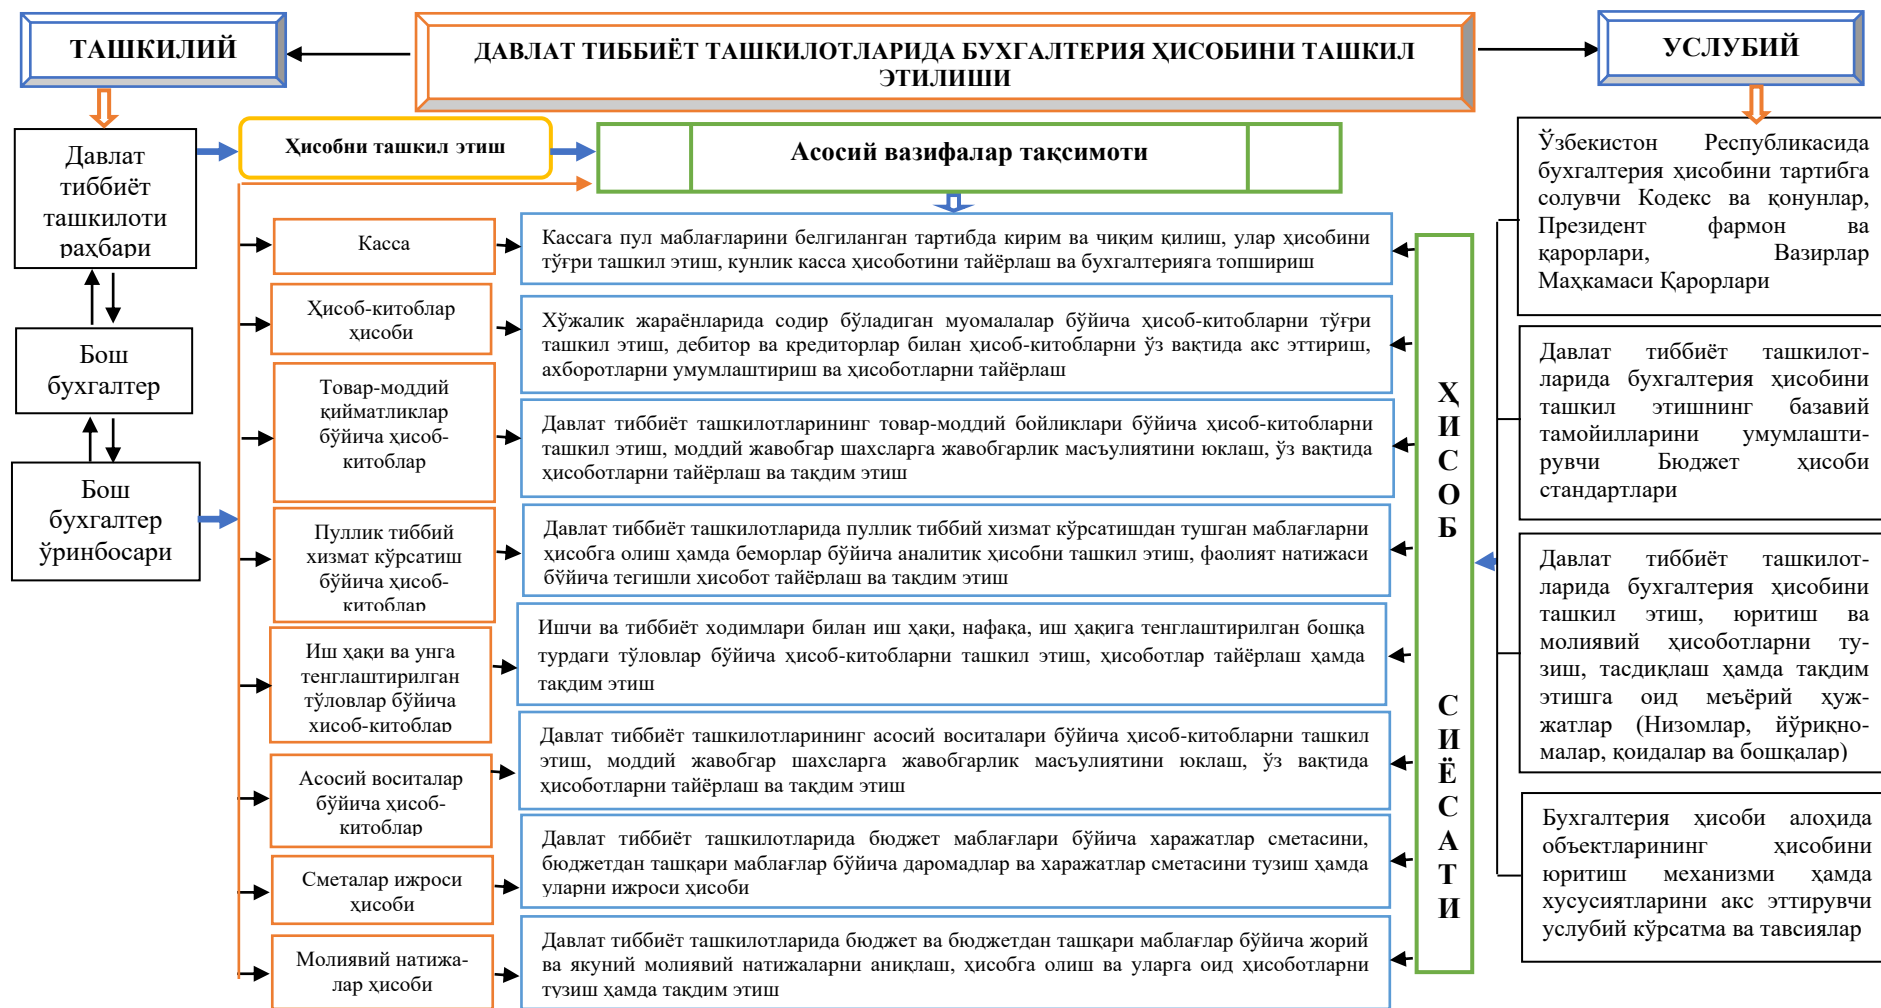 ТАШКИЛИЙ
ДАВЛАТ ТИББИЁТ ТАШКИЛОТЛАРИДА БУХГАЛТЕРИЯ ҲИСОБИНИ ТАШКИЛ
ЭТИЛИШИ
УСЛУБИЙ
Давлат
тиббиёт
ташкилоти
раҳбари
Бош
бухгалтер
Бош
бухгалтер
ўринбосари
Ҳисобни ташкил этиш
Асосий вазифалар тақсимоти
Касса
Кассага пул маблағларини белгиланган тартибда кирим ва чиқим қилиш, улар ҳисобини
тўғри ташкил этиш, кунлик касса ҳисоботини тайёрлаш ва бухгалтерияга топшириш
Ҳисоб-китоблар
ҳисоби
Хўжалик жараёнларида содир бўладиган муомалалар бўйича ҳисоб-китобларни тўғри
ташкил этиш, дебитор ва кредиторлар билан ҳисоб-китобларни ўз вақтида акс эттириш,
ахборотларни умумлаштириш ва ҳисоботларни тайёрлаш
Товар-моддий
қийматликлар
бўйича ҳисоб-
китоблар
Давлат тиббиёт ташкилотларининг товар-моддий бойликлари бўйича ҳисоб-китобларни
ташкил этиш, моддий жавобгар шахсларга жавобгарлик масъулиятини юклаш, ўз вақтида
ҳисоботларни тайёрлаш ва тақдим этиш
Пуллик тиббий
хизмат кўрсатиш
бўйича ҳисоб-
китоблар
Давлат тиббиёт ташкилотларида пуллик тиббий хизмат кўрсатишдан тушган маблағларни
ҳисобга олиш ҳамда беморлар бўйича аналитик ҳисобни ташкил этиш, фаолият натижаси
бўйича тегишли ҳисобот тайёрлаш ва тақдим этиш
Иш ҳақи ва унга
тенглаштирилган
тўловлар бўйича
хисоб-китоблар
Ишчи ва тиббиёт ходимлари билан иш ҳақи, нафақа, иш ҳақига тенглаштирилган бошқа
турдаги тўловлар бўйича ҳисоб-китобларни ташкил этиш, ҳисоботлар тайёрлаш ҳамда
тақдим этиш
Асосий воситалар
бўйича ҳисоб-
китоблар
Давлат тиббиёт ташкилотларининг асосий воситалари бўйича ҳисоб-китобларни ташкил
этиш, моддий жавобгар шахсларга жавобгарлик масъулиятини юклаш, ўз вақтида
ҳисоботларни тайёрлаш ва тақдим этиш
Сметалар ижроси
ҳисоби
Давлат тиббиёт ташкилотларида бюджет маблағлари бўйича харажатлар сметасини,
бюджетдан ташқари маблағлар бўйича даромадлар ва харажатлар сметасини тузиш ҳамда
уларни ижроси ҳисоби
Молиявий натижа-
лар ҳисоби
Давлат тиббиёт ташкилотларида бюджет ва бюджетдан ташқари маблағлар бўйича жорий
ва якуний молиявий натижаларни аниқлаш, ҳисобга олиш ва уларга оид ҳисоботларни
тузиш ҳамда тақдим этиш
Ҳ
И
С
О
Б
С
И
Ё
С
А
Т
И
Ўзбекистон Республикасида
бухгалтерия ҳисобини тартибга
солувчи Кодекс ва қонунлар,
Президент фармон ва
қарорлари, Вазирлар
Маҳкамаси Қарорлари
Давлат тиббиёт ташкилот-
ларида бухгалтерия ҳисобини
ташкил этишнинг базавий
тамойилларини умумлашти-
рувчи Бюджет ҳисоби
стандартлари
Давлат тиббиёт ташкилот-
ларида бухгалтерия ҳисобини
ташкил этиш, юритиш ва
молиявий ҳисоботларни ту-
зиш, тасдиқлаш ҳамда тақдим
этишга оид меъёрий ҳуж-
жатлар (Низомлар, йўриқно-
малар, қоидалар ва бошқалар)
Бухгалтерия ҳисоби алоҳида
объектларининг ҳисобини
юритиш механизми ҳамда
хусусиятларини акс эттирувчи
услубий кўрсатма ва тавсиялар